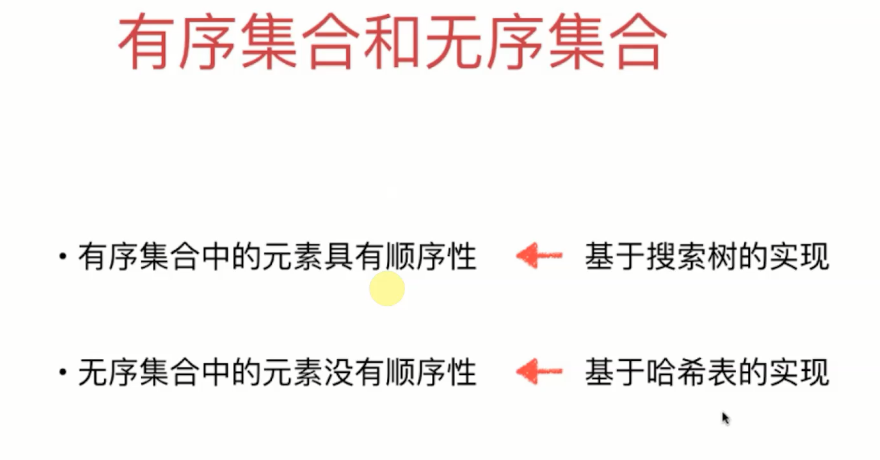 有序集合和无序集合
• 有序集合中的元素具有顺序性 基于搜索树的实现
• 无序集合中的元素没有顺序性 基于哈希表的实现